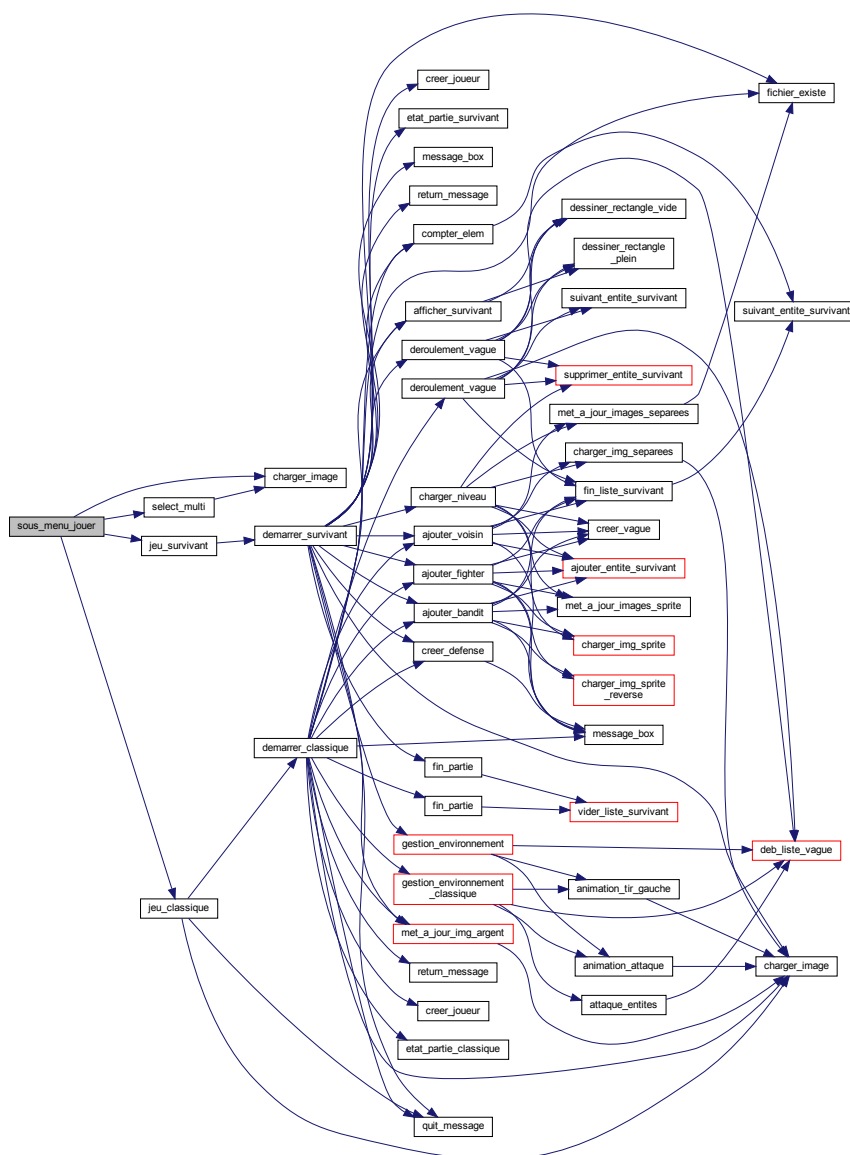 creer_joueur
fichier_existe
etat_partie_survivant
message_box
return_message
dessiner_rectangle_vide
compter_elem
dessiner_rectangle
_plein
suivant_entite_survivant
afficher_survivant
suivant_entite_survivant
deroulement_vague
supprimer_entite_survivant
deroulement_vague
met_a_jour_images_separees
charger_img_separees
charger_image
fin_liste_survivant
charger_niveau
select_multi
sous_menu_jouer
creer_vague
demarrer_survivant
ajouter_voisin
jeu_survivant
ajouter_entite_survivant
ajouter_fighter
met_a_jour_images_sprite
ajouter_bandit
charger_img_sprite
creer_defense
charger_img_sprite
_reverse
message_box
demarrer_classique
fin_partie
fin_partie
vider_liste_survivant
gestion_environnement
deb_liste_vague
gestion_environnement
_classique
animation_tir_gauche
jeu_classique
met_a_jour_img_argent
animation_attaque
charger_image
return_message
attaque_entites
creer_joueur
etat_partie_classique
quit_message